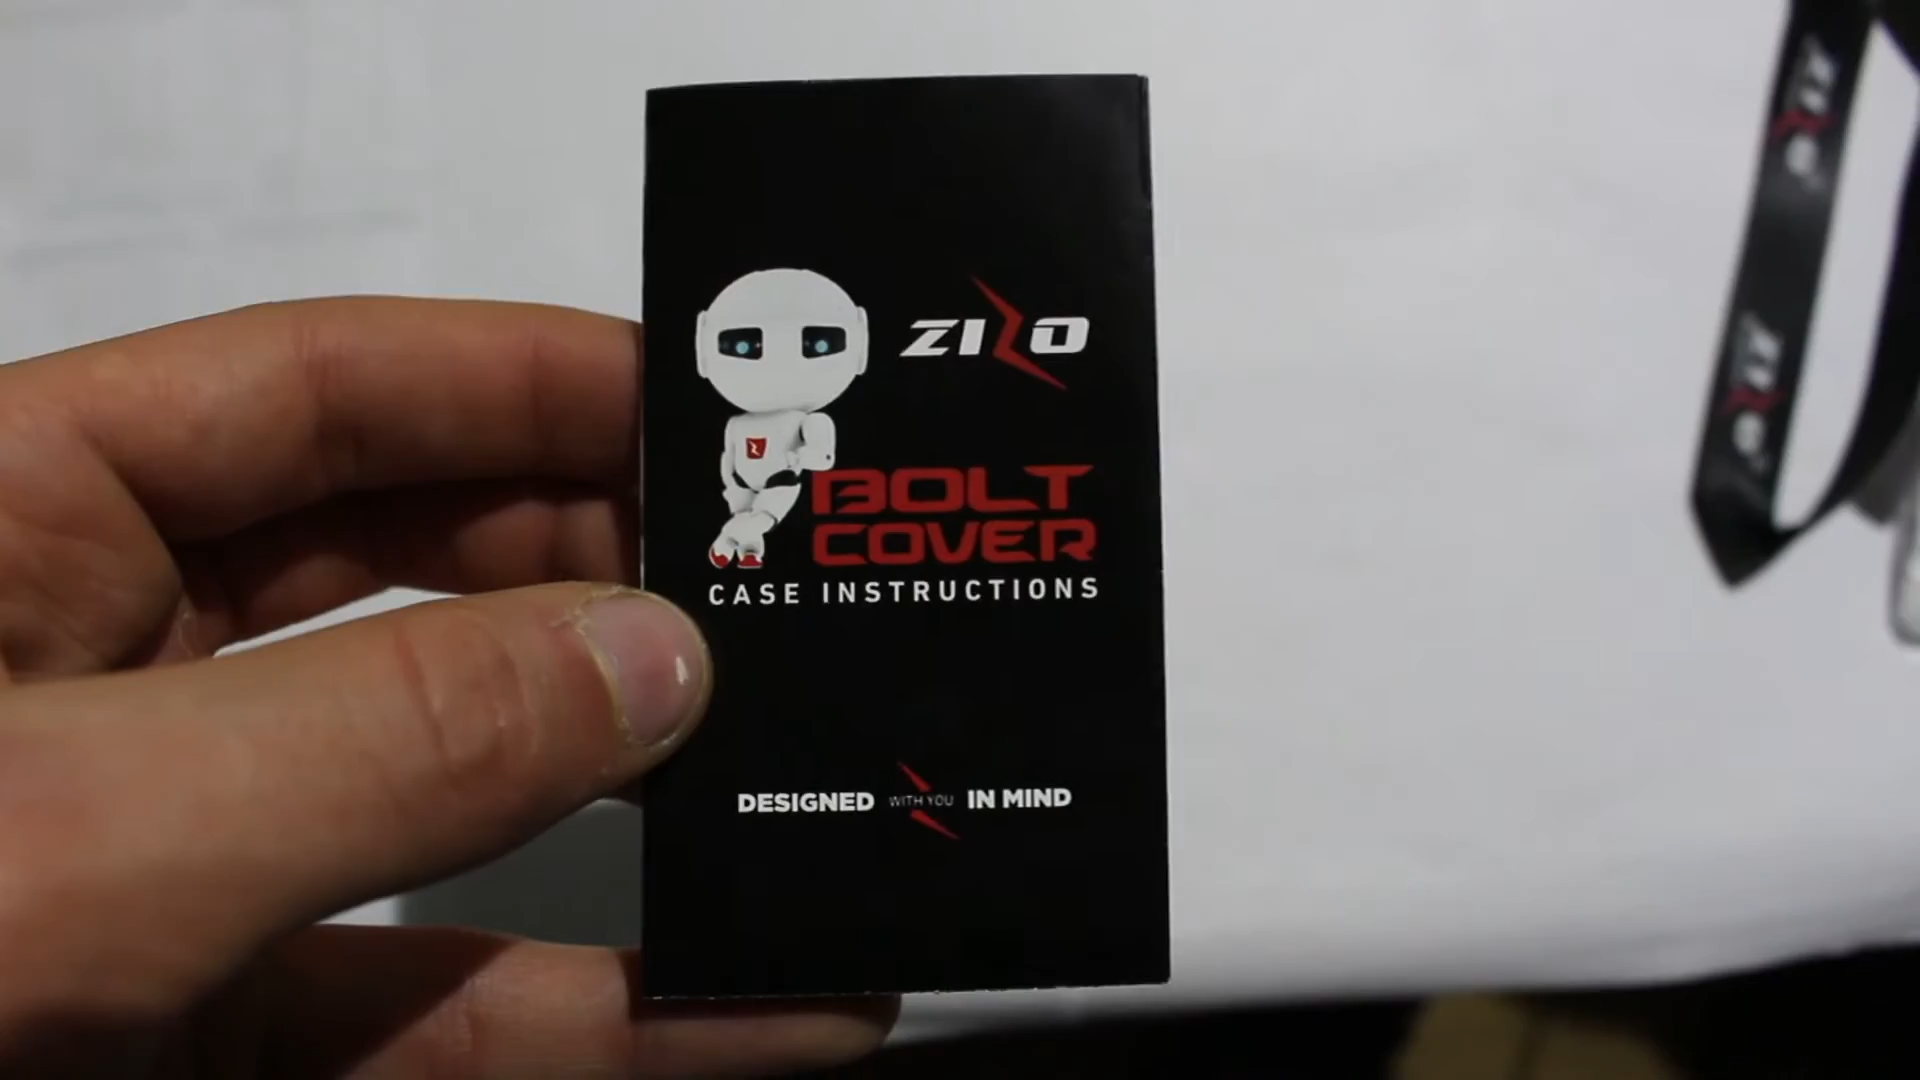 ZIZO
BOLT
COVER
CASE INSTRUCTIONS
DESIGNED WITH YOU IN MIND